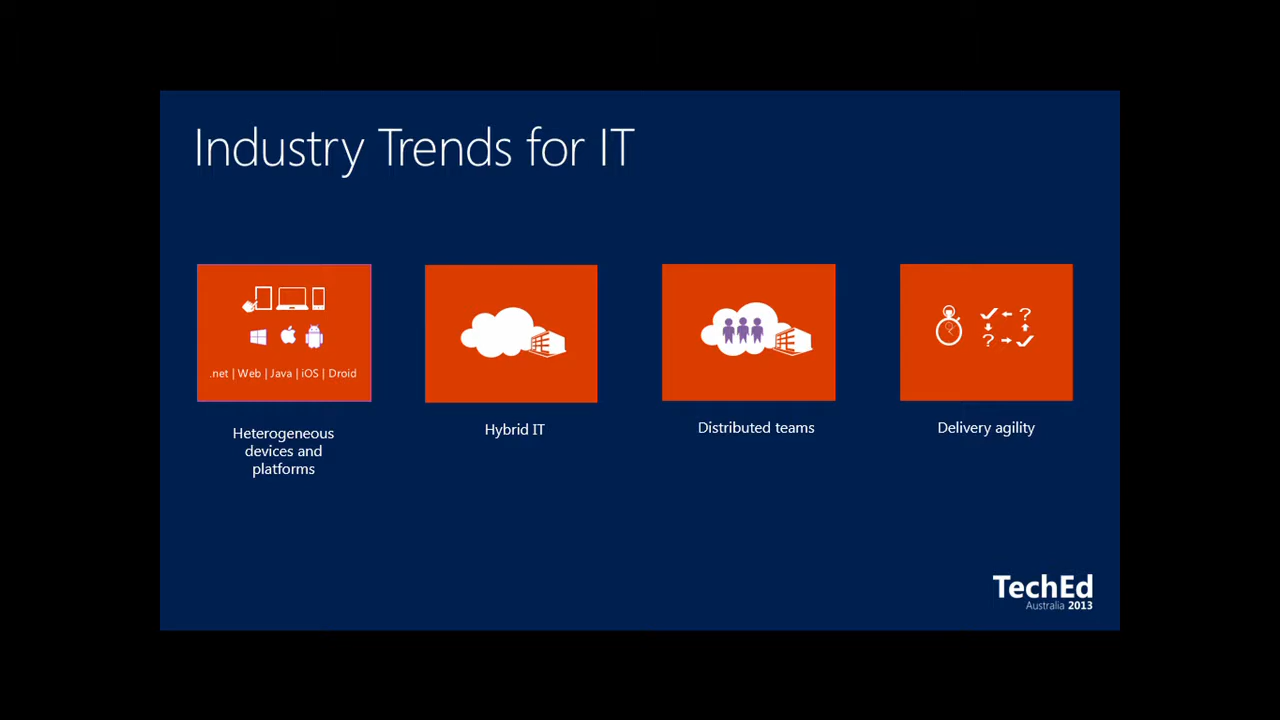 Industry Trends for IT
.net | Web | Java | iOS | Droid
Heterogeneous
devices and
platforms
Hybrid IT
Distributed teams
Delivery agility
TechEd
Australia 2013